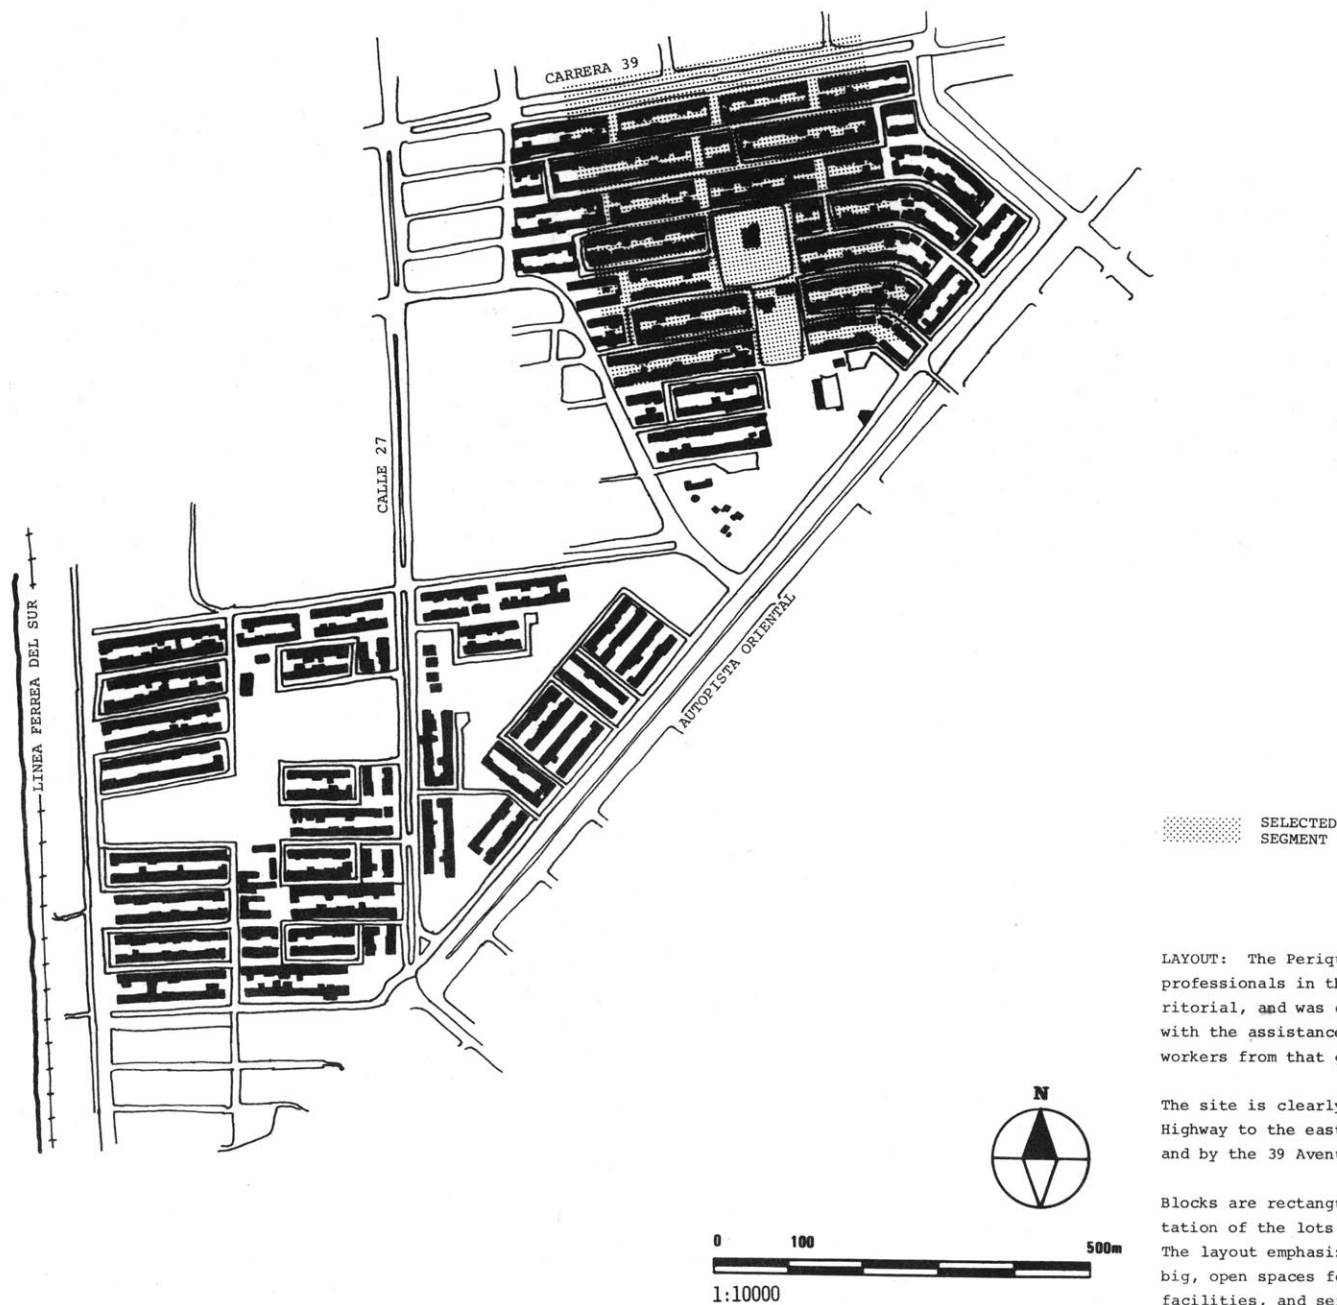 CARRERA 39
CALLE 27
LINEA FERREA DEL SUR
AUTOPISTA ORIENTAL
SELECTED
SEGMENT
LAYOUT: The Periq
professionals in th
ritorial, and was
with the assistance
workers from that
The site is clearly
Highway to the east
and by the 39 Aven
Blocks are rectang
tation of the lots
The layout emphasi
big, open spaces f
facilities, and se
N
0 100 500m
1:10000